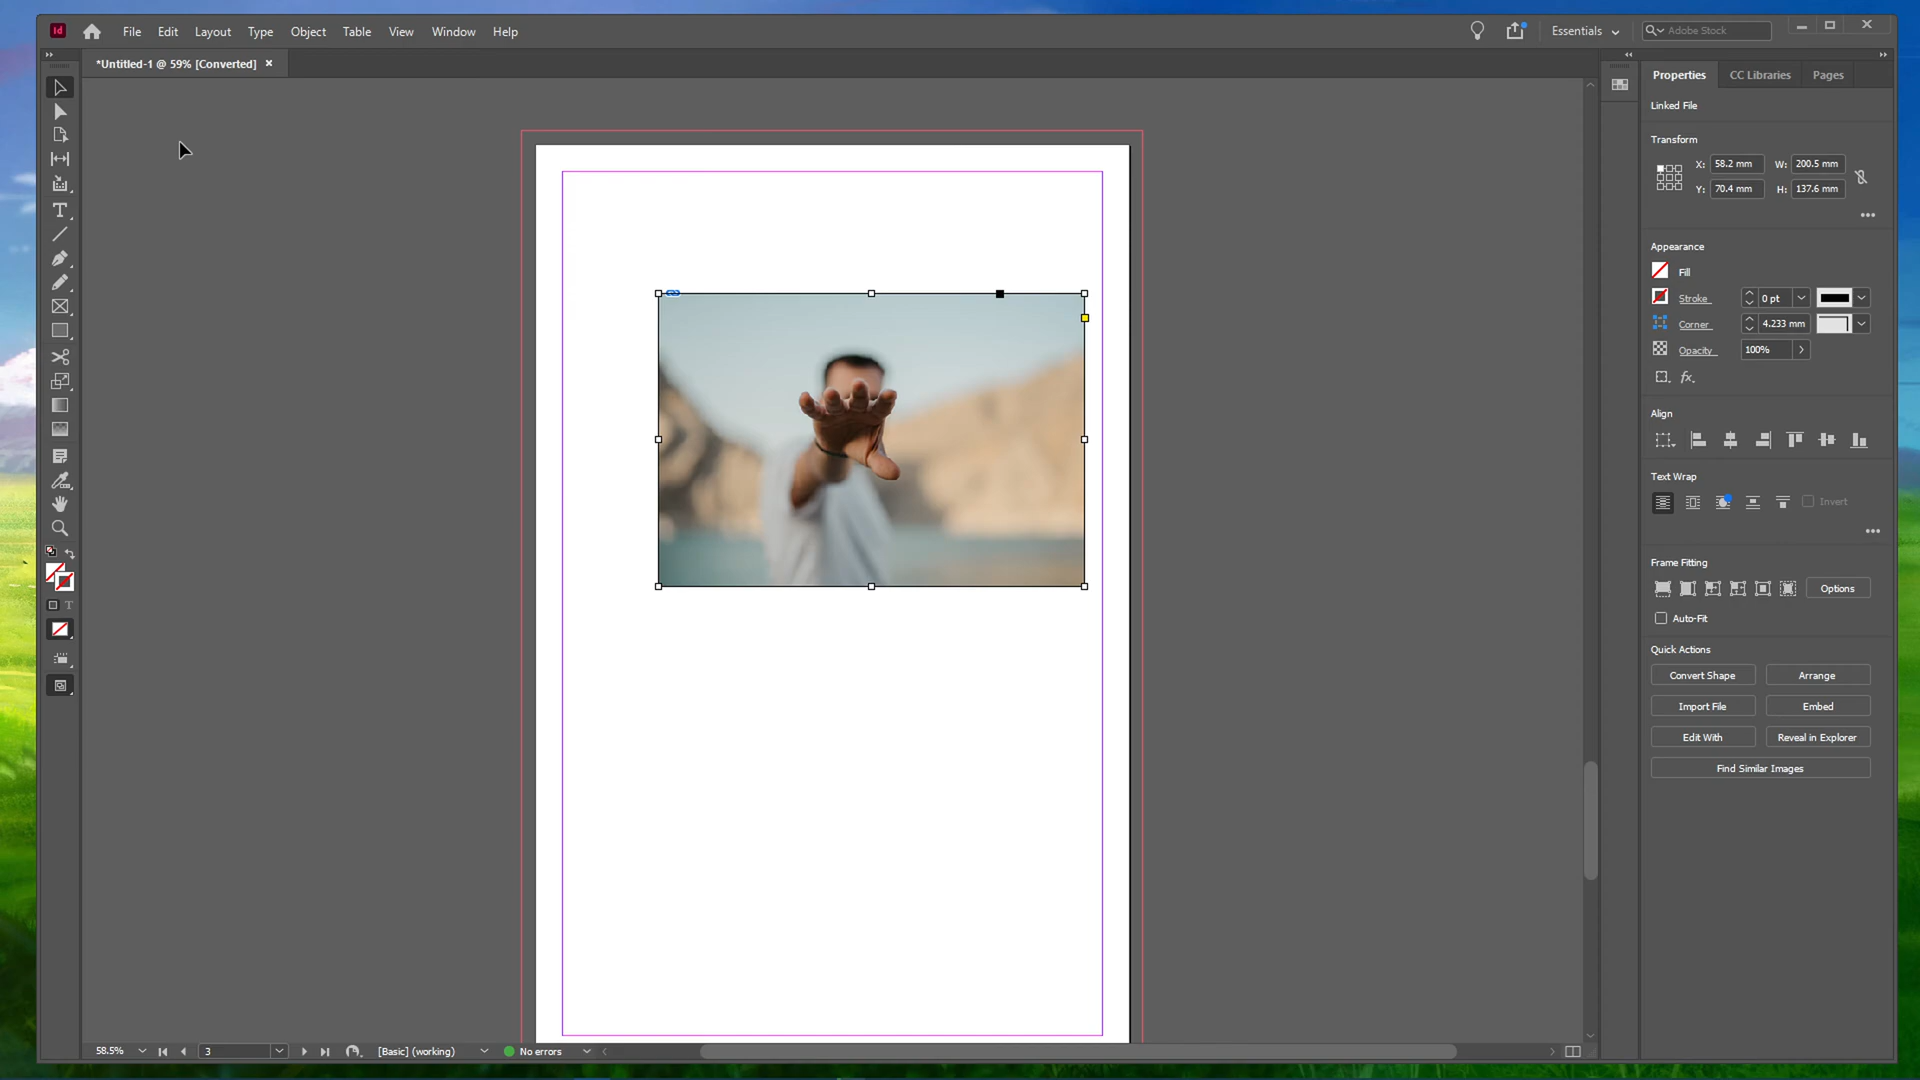 Id File Edit Layout Type Object Table View Window Help Essentials Adobe Stock
*Untitled-1 @ 59% [Converted] ×
Properties CC Libraries Pages
Linked File
Transform
X: 58.2 mm W: 200.5 mm
Y: 70.4 mm H: 137.6 mm
Appearance
Fill
Stroke 0 pt
Corner 4.233 mm
Opacity 100%
fx.
Align
Text Wrap
Invert
Frame Fitting
Options
Auto-Fit
Quick Actions
Convert Shape Arrange
Import File Embed
Edit With Reveal in Explorer
Find Similar Images
58.5% 3 [Basic] (working) No errors